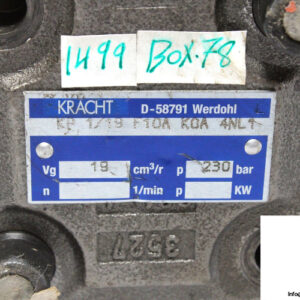 1499 BOX.78
KRACHT D-58791 Werdohl
KP 1/19 F10A K0A 4NL1
Vg 19 cm³/r p 230 bar
n 1/min p KW
3527